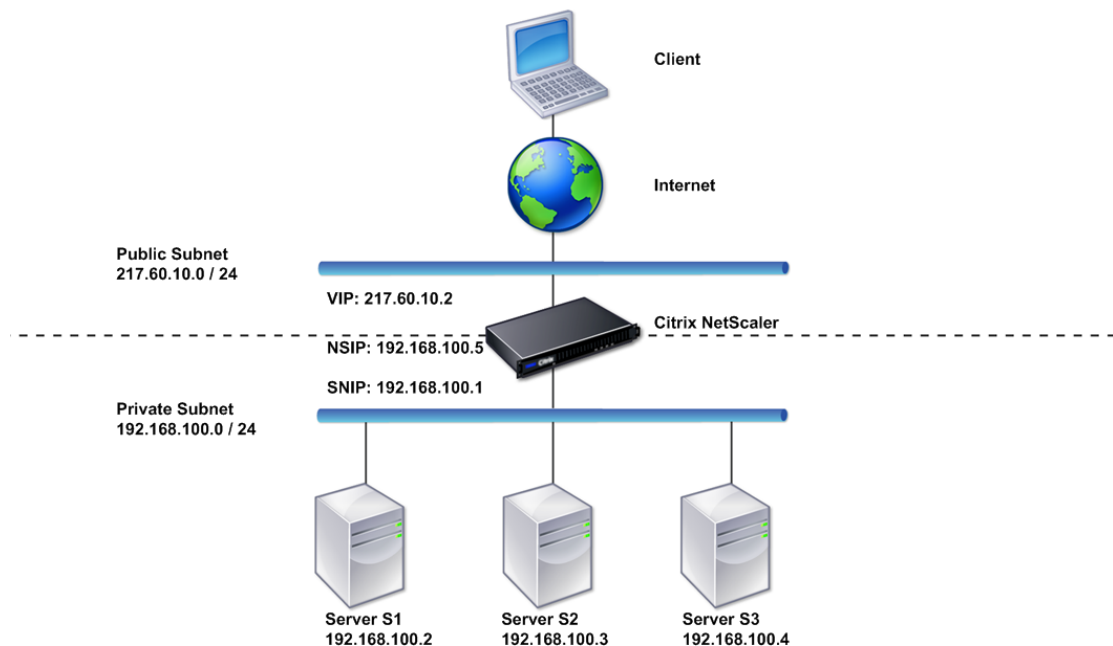 Client
Internet
Public Subnet
217.60.10.0 / 24
VIP: 217.60.10.2
Citrix NetScaler
NSIP: 192.168.100.5
Citrix
SNIP: 192.168.100.1
Private Subnet
192.168.100.0 / 24
Server S1
192.168.100.2
Server S2
192.168.100.3
Server S3
192.168.100.4